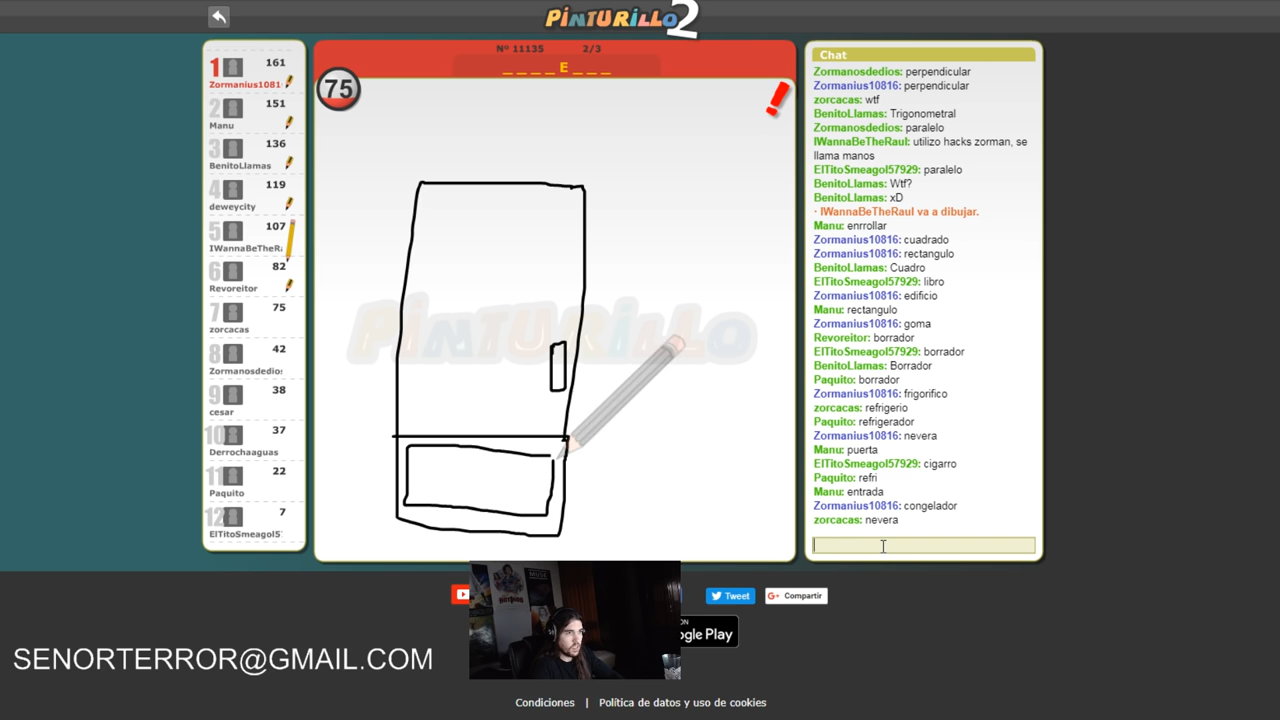 PINTURILLO2
Nº 11135 2/3
_ _ _ _ E _ _ _
75
1 161
Zormanius1081
2 151
Manu
3 136
BenitoLlamas
4 119
deweycity
5 107
IWannaBeTheRa
6 82
Revoreitor
7 75
zorcacas
8 42
Zormanosdedios
9 38
cesar
10 37
Derrochaaguas
11 22
Paquito
12 7
ElTitoSmeagol5
PINTURILLO
Chat
Zormanosdedios: perpendicular
Zormanius10816: perpendicular
zorcacas: wtf
BenitoLlamas: Trigonometral
Zormanosdedios: paralelo
IWannaBeTheRaul: utilizo hacks zorman, se
llama manos
ElTitoSmeagol57929: paralelo
BenitoLlamas: Wtf?
BenitoLlamas: xD
· IWannaBeTheRaul va a dibujar.
Manu: enrrollar
Zormanius10816: cuadrado
Zormanius10816: rectangulo
BenitoLlamas: Cuadro
ElTitoSmeagol57929: libro
Zormanius10816: edificio
Manu: rectangulo
Zormanius10816: goma
Revoreitor: borrador
ElTitoSmeagol57929: borrador
BenitoLlamas: Borrador
Paquito: borrador
Zormanius10816: frigorifico
zorcacas: refrigerio
Paquito: refrigerador
Zormanius10816: nevera
Manu: puerta
ElTitoSmeagol57929: cigarro
Paquito: refri
Manu: entrada
Zormanius10816: congelador
zorcacas: nevera
Tweet
G+ Compartir
ON
ogle Play
SENORTERROR@GMAIL.COM
Condiciones | Política de datos y uso de cookies